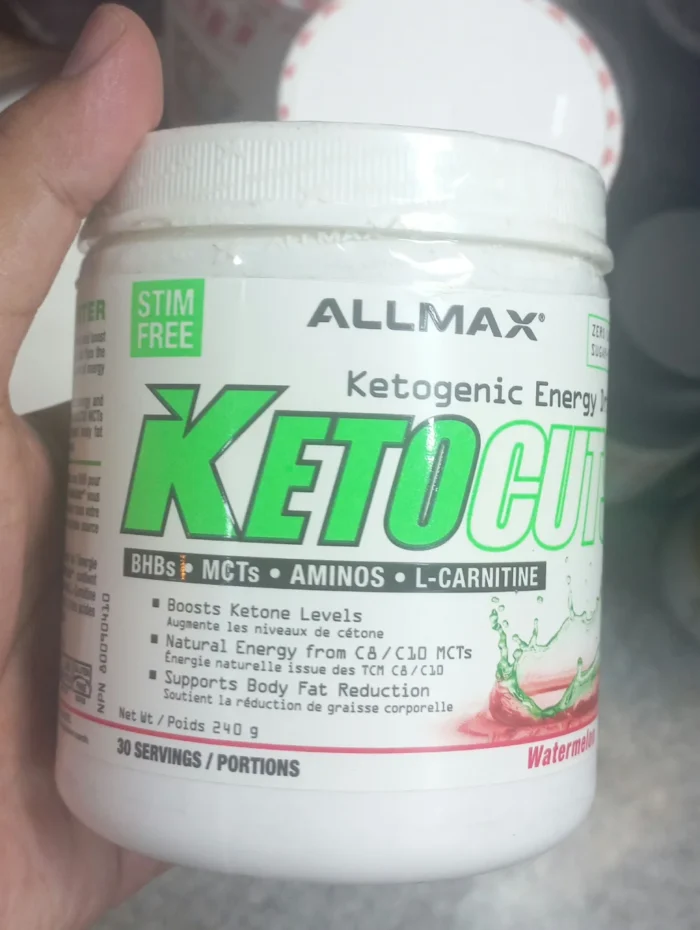 STIM
FREE
ALLMAX®
ZERO
SUGAR
Ketogenic Energy
KETOCUT
BHBs • MCTs • AMINOS • L-CARNITINE
Boosts Ketone Levels
Augmente les niveaux de cétone
Natural Energy from C8/C10 MCTs
Énergie naturelle issue des TCM C8/C10
Supports Body Fat Reduction
Soutient la réduction de graisse corporelle
Net Wt / Poids 240 g
30 SERVINGS / PORTIONS
Watermelon